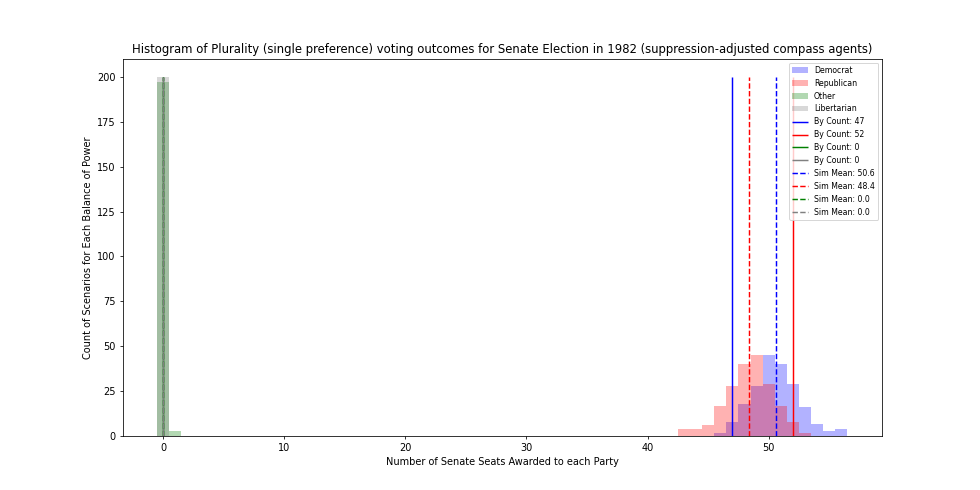 Histogram of Plurality (single preference) voting outcomes for Senate Election in 1982 (suppression-adjusted compass agents)
Count of Scenarios for Each Balance of Power
200
175
150
125
100
75
50
25
0
0
10
20
30
40
50
Number of Senate Seats Awarded to each Party
Democrat
Republican
Other
Libertarian
By Count: 47
By Count: 52
By Count: 0
By Count: 0
Sim Mean: 50.6
Sim Mean: 48.4
Sim Mean: 0.0
Sim Mean: 0.0